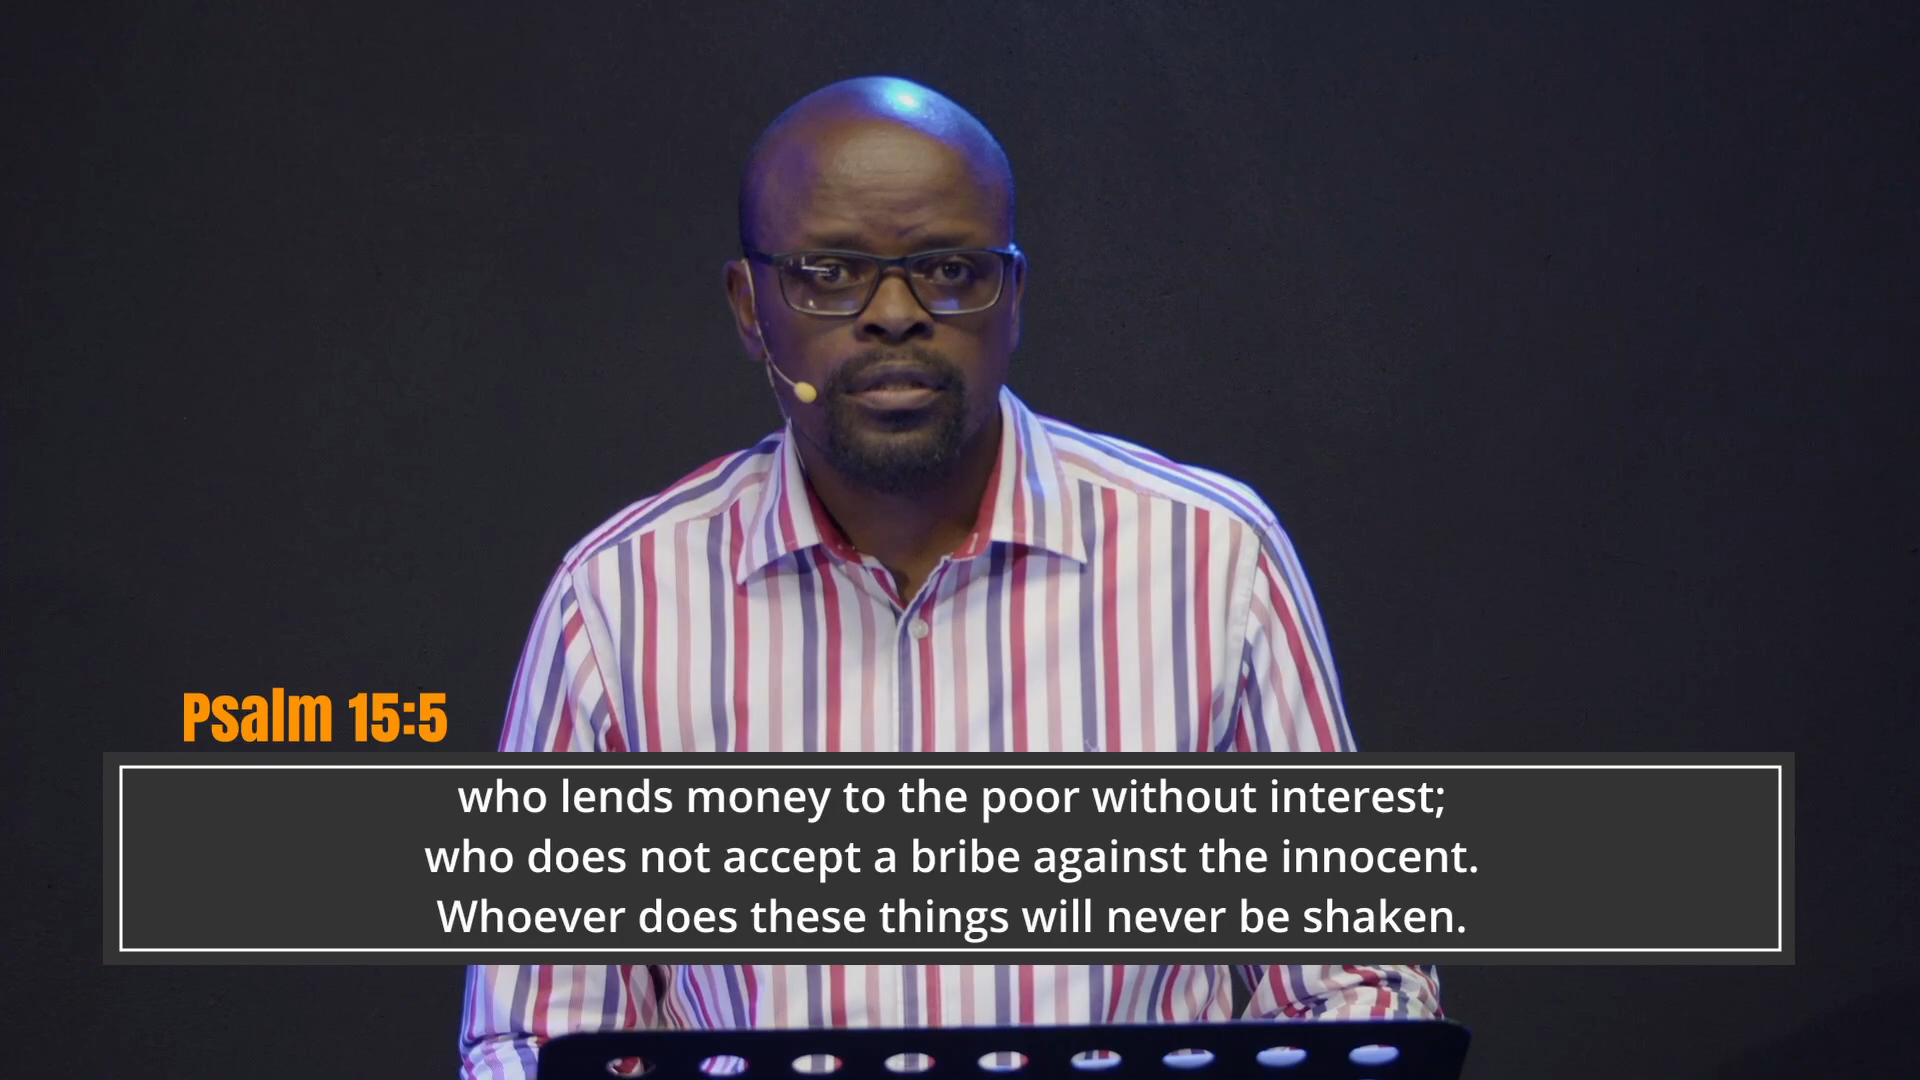 Psalm 15:5
who lends money to the poor without interest;
who does not accept a bribe against the innocent.
Whoever does these things will never be shaken.